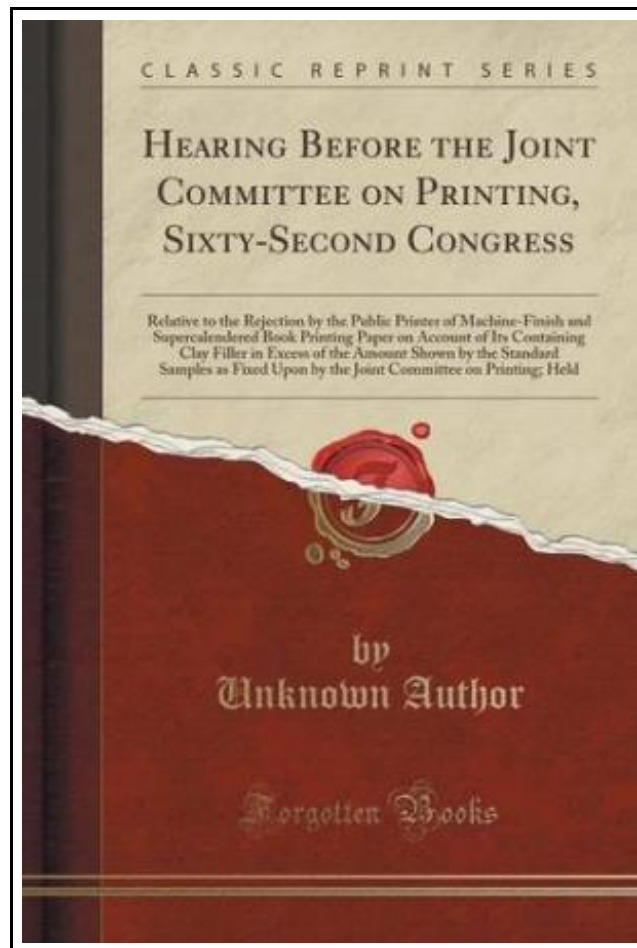 CLASSIC REPRINT SERIES
HEARING BEFORE THE JOINT
COMMITTEE ON PRINTING,
SIXTY-SECOND CONGRESS
Relative to the Rejection by the Public Printer of Machine-Finish and
Supercalendered Book Printing Paper on Account of Its Containing
Clay Filler in Excess of the Amount Shown by the Standard
Samples as Fixed Upon by the Joint Committee on Printing; Held
by
Unknown Author
Forgotten Books